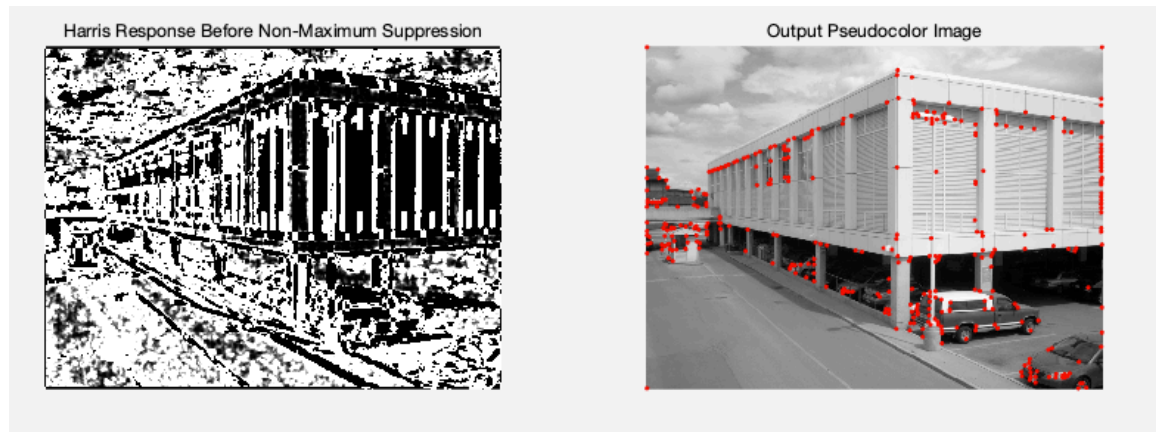 Harris Response Before Non-Maximum Suppression
Output Pseudocolor Image